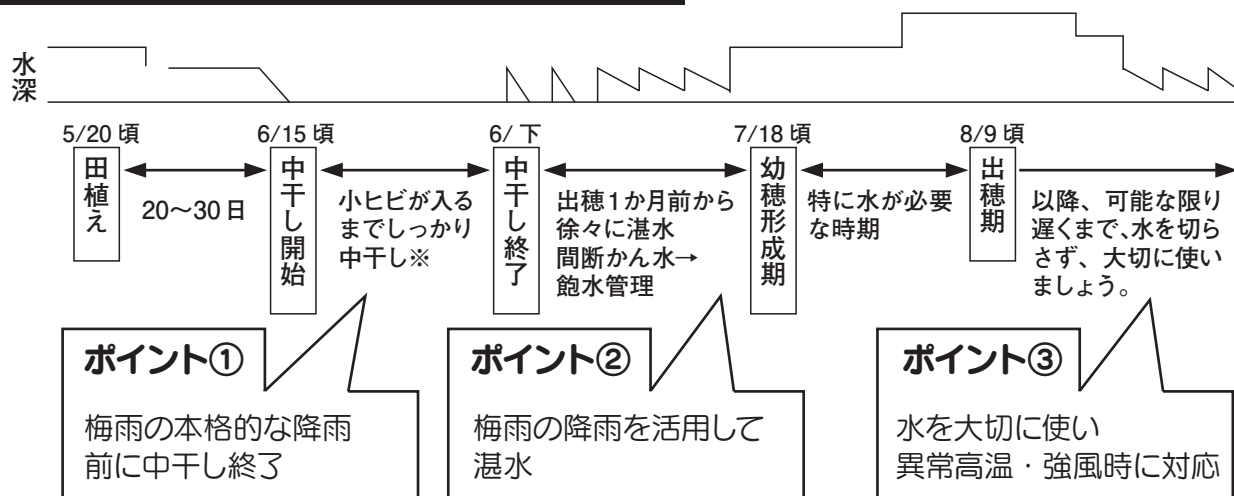 水深
5/20 頃
6/15 頃
6/ 下
7/18 頃
8/9 頃
田植え
20〜30 日
中干し開始
小ヒビが入る
までしっかり
中干し※
中干し終了
出穂1か月前から
徐々に湛水
間断かん水→
飽水管理
幼穂形成期
特に水が必要
な時期
出穂期
以降、可能な限り
遅くまで、水を切ら
さず、大切に使い
ましょう。
ポイント①
梅雨の本格的な降雨
前に中干し終了
ポイント②
梅雨の降雨を活用して
湛水
ポイント③
水を大切に使い
異常高温・強風時に対応